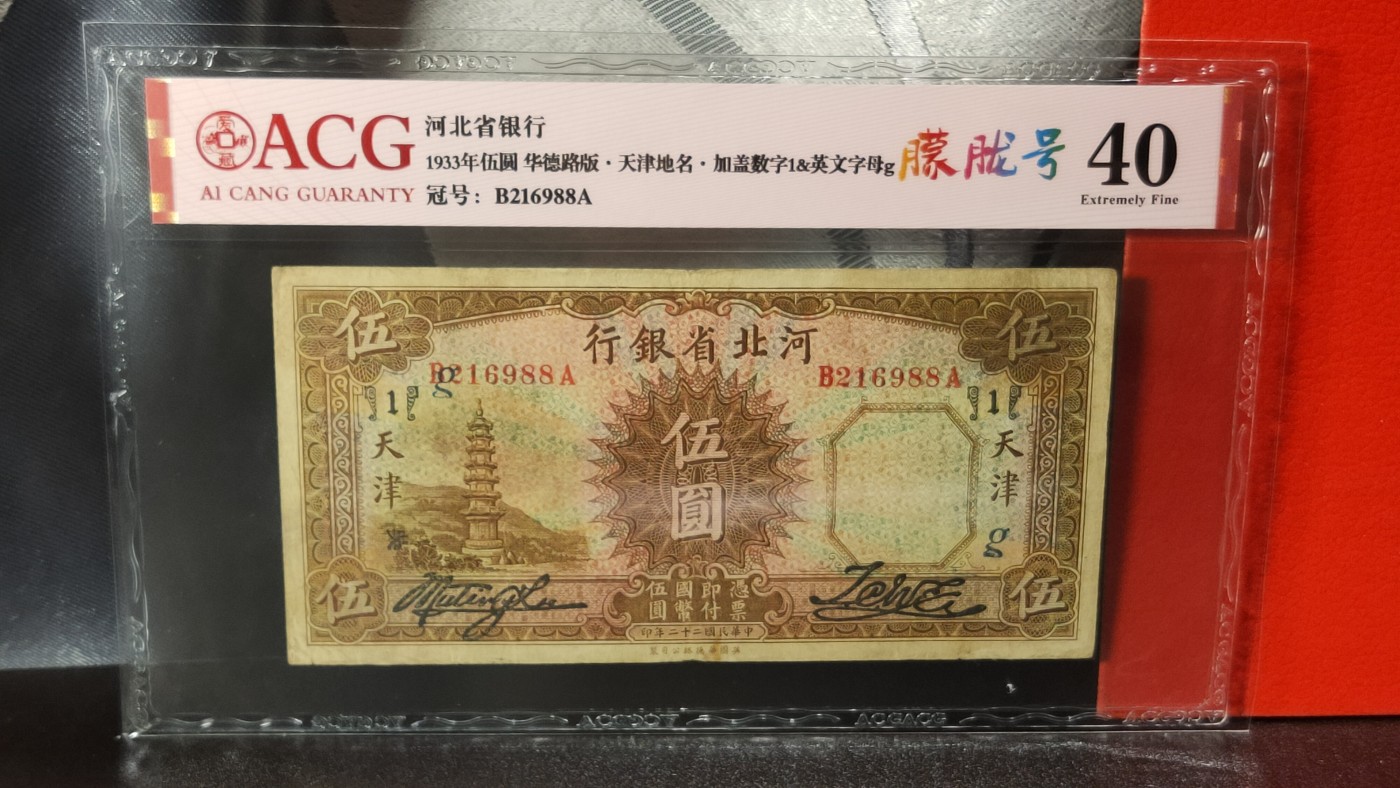 ACG
AI CANG GUARANTY
河北省银行
1933年伍圆 华德路版·天津地名·加盖数字1&英文字母g
冠号：B216988A
朦胧号
40
Extremely Fine
伍
行銀省北河
伍
B216988A
g
B216988A
1
1
天津
伍圓
天津
g
伍
憑票即付國幣伍圓
伍
印年二十二國民華中